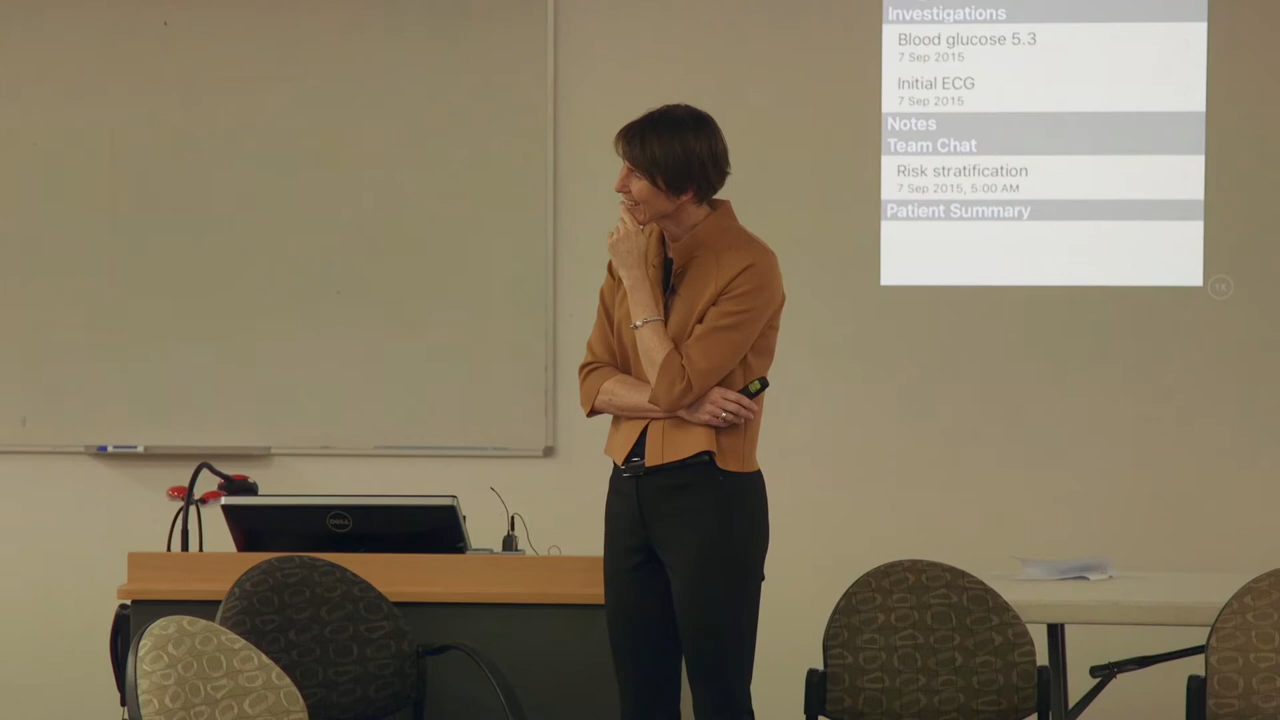 Investigations
Blood glucose 5.3
7 Sep 2015
Initial ECG
7 Sep 2015
Notes
Team Chat
Risk stratification
7 Sep 2015, 5:00 AM
Patient Summary
1X
DELL